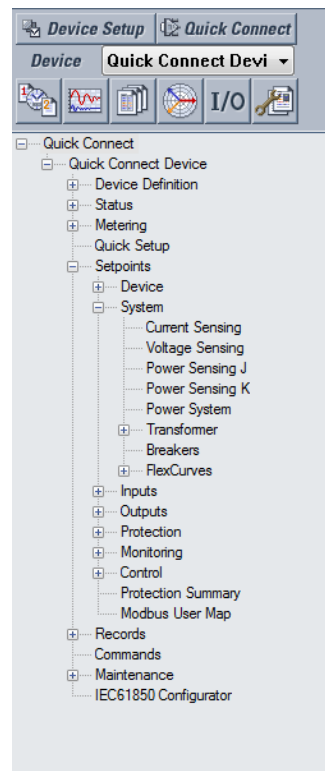 Device Setup Quick Connect
Device Quick Connect Devi
1 2 I/O
Quick Connect
Quick Connect Device
Device Definition
Status
Metering
Quick Setup
Setpoints
Device
System
Current Sensing
Voltage Sensing
Power Sensing J
Power Sensing K
Power System
Transformer
Breakers
FlexCurves
Inputs
Outputs
Protection
Monitoring
Control
Protection Summary
Modbus User Map
Records
Commands
Maintenance
IEC61850 Configurator